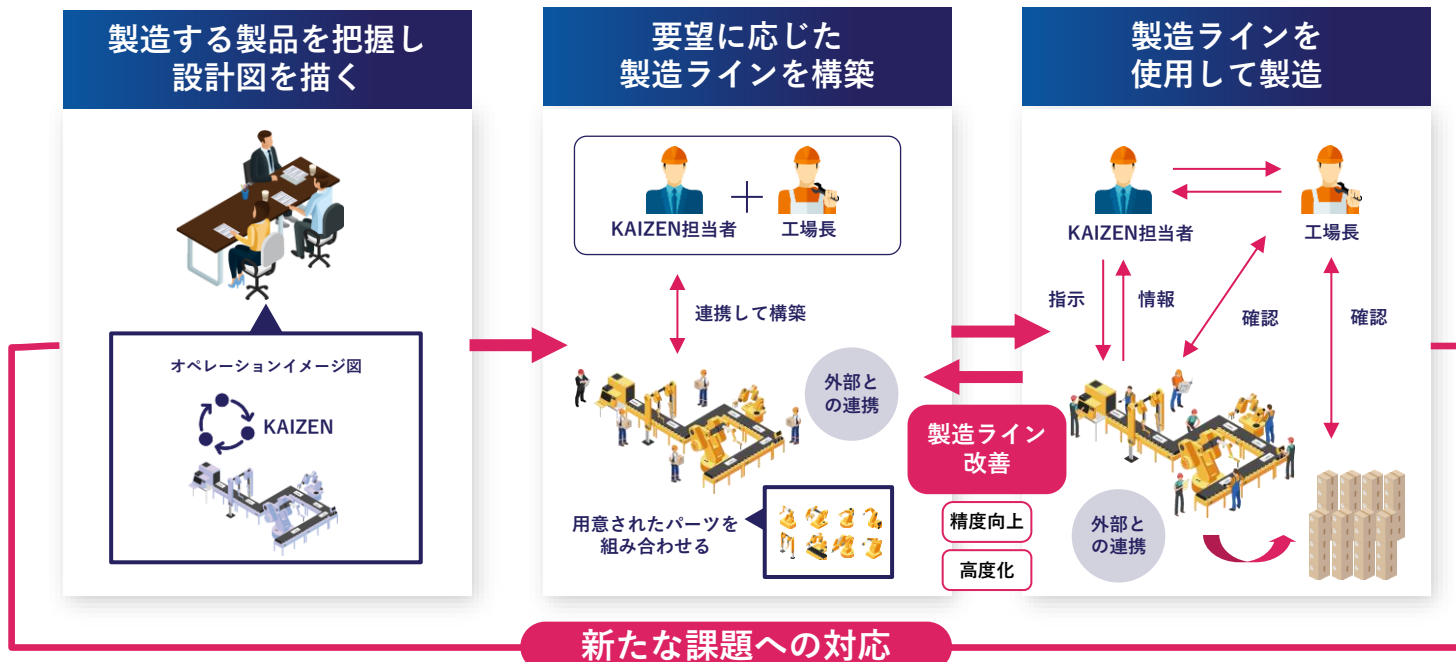 製造する製品を把握し
設計図を描く
オペレーションイメージ図
KAIZEN
要望に応じた
製造ラインを構築
KAIZEN担当者
工場長
連携して構築
外部と
の連携
用意されたパーツを
組み合わせる
製造ライン
改善
精度向上
高度化
製造ラインを
使用して製造
KAIZEN担当者
工場長
指示
情報
確認
確認
外部と
の連携
新たな課題への対応